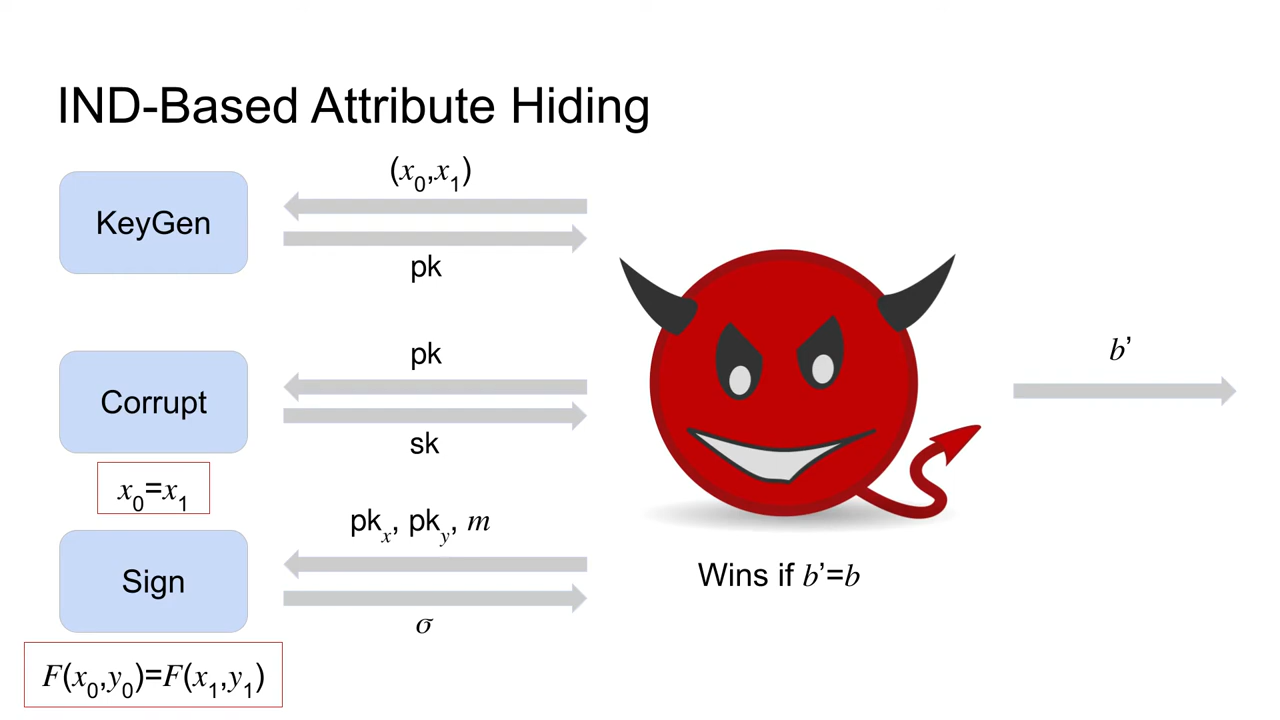 IND-Based Attribute Hiding
KeyGen
(x₀,x₁)
pk
Corrupt
pk
sk
x₀=x₁
Sign
pkₓ, pkᵧ, m
σ
F(x₀,y₀)=F(x₁,y₁)
b’
Wins if b’=b